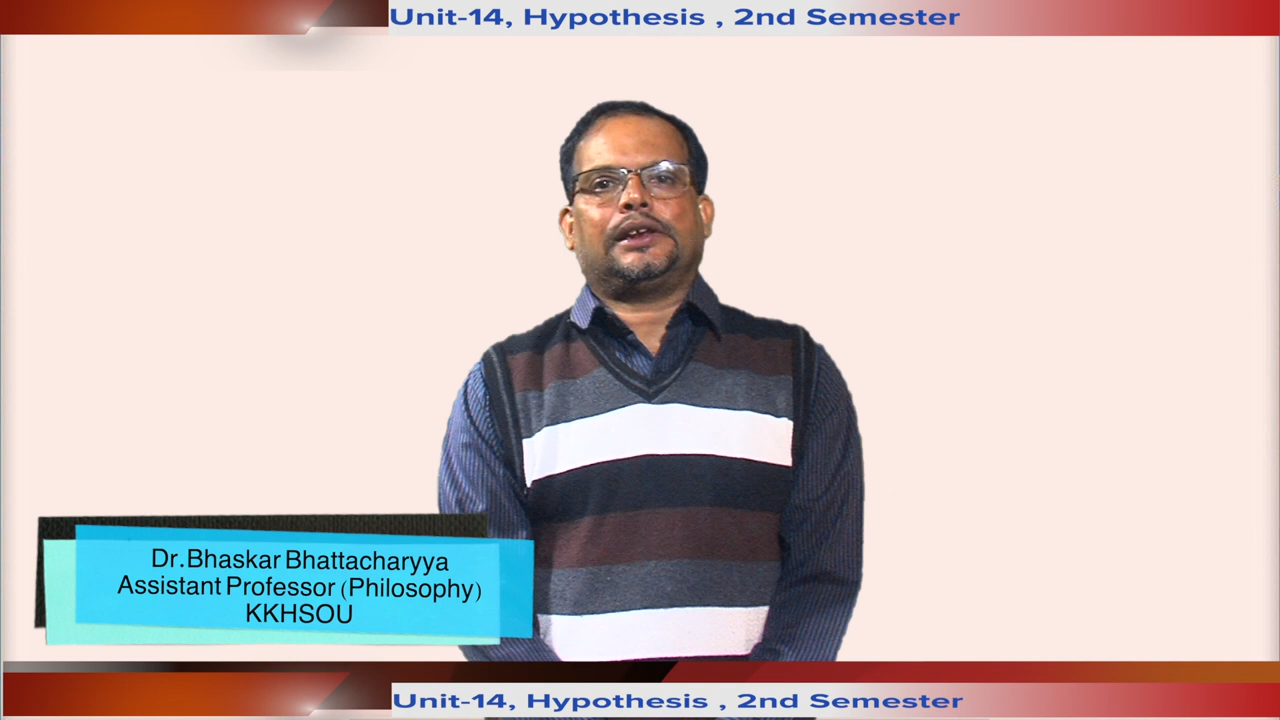 Unit-14, Hypothesis , 2nd Semester
Dr.Bhaskar Bhattacharyya
Assistant Professor (Philosophy)
KKHSOU
Unit-14, Hypothesis , 2nd Semester